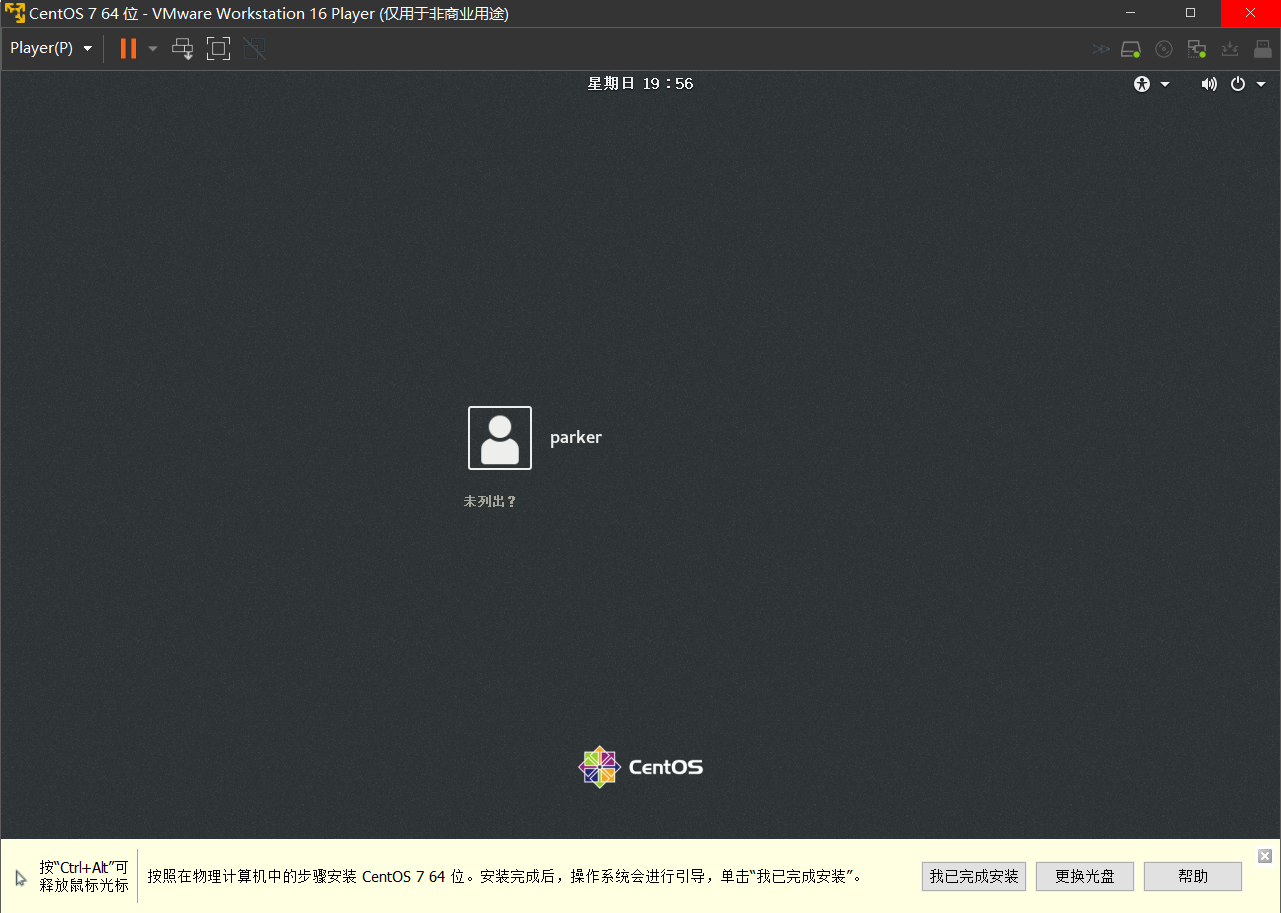 CentOS 7 64 位 - VMware Workstation 16 Player (仅用于非商业用途)
Player(P)
星期日 19：56
parker
未列出？
CentOS
按“Ctrl+Alt”可
释放鼠标光标
按照在物理计算机中的步骤安装 CentOS 7 64 位。安装完成后，操作系统会进行引导，单击“我已完成安装”。
我已完成安装
更换光盘
帮助